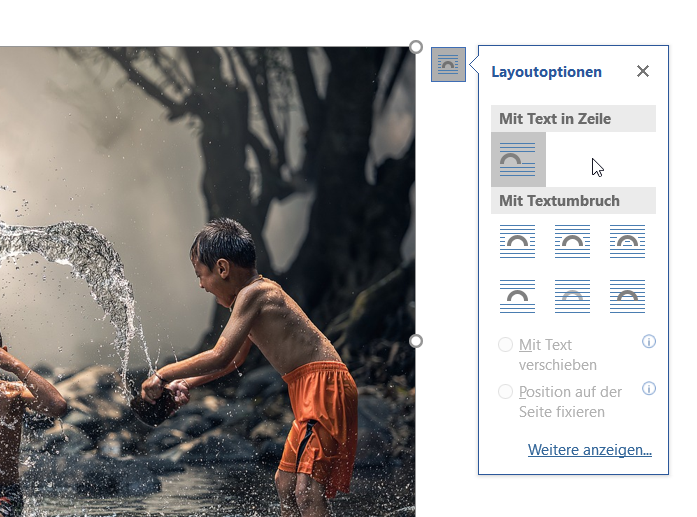 Layoutoptionen
Mit Text in Zeile
Mit Textumbruch
Mit Text
verschieben
Position auf der
Seite fixieren
Weitere anzeigen...